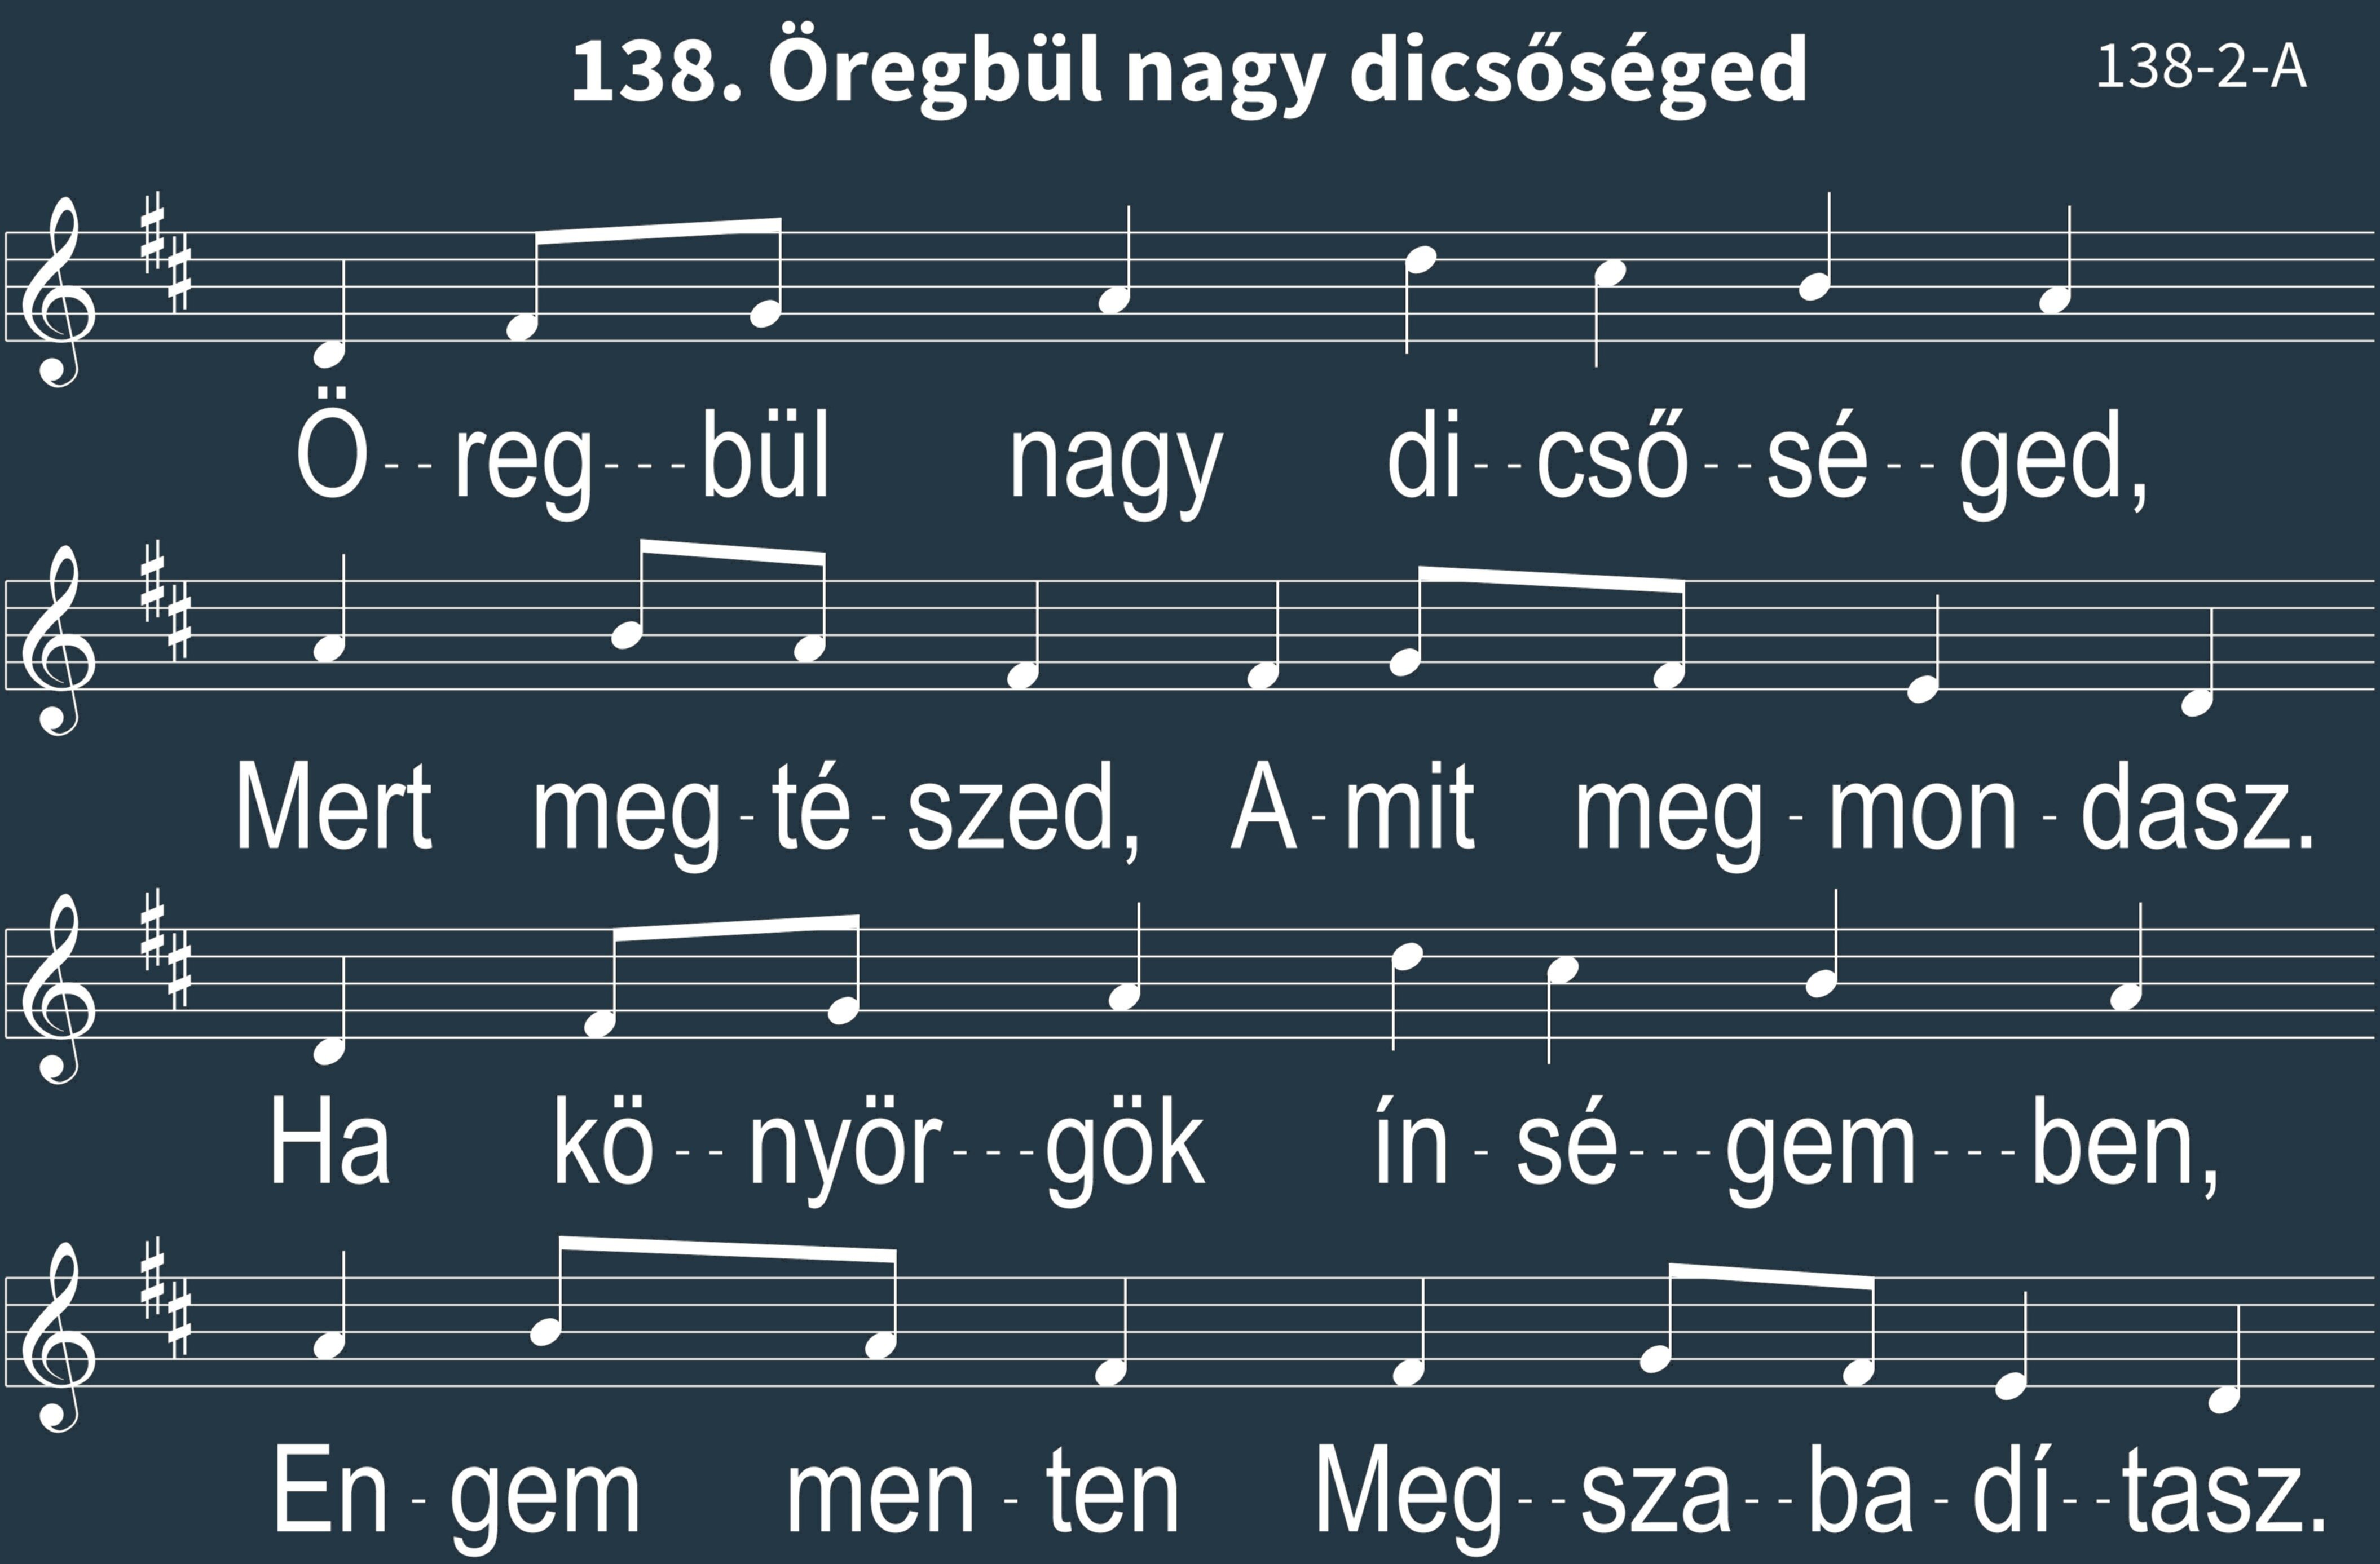 138. Öregbül nagy dicsőséged
138-2-A
Ö--reg---bül nagy di--cső--sé--ged,
Mert meg-té-szed, A-mit meg-mon-dasz.
Ha kö--nyör---gök ín-sé---gem---ben,
En-gem men-ten Meg--sza--ba-dí--tasz.